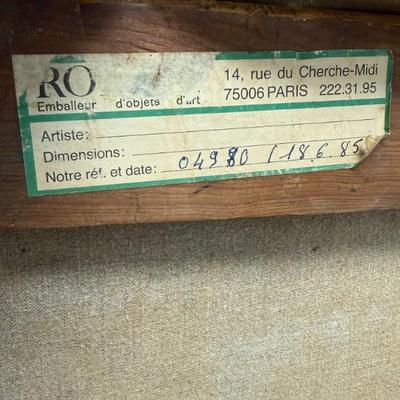 RO
Emballeur d'objets d'art
14, rue du Cherche-Midi
75006 PARIS 222.31.95
Artiste:
Dimensions:
Notre réf. et date: 04980 / 18.6.85